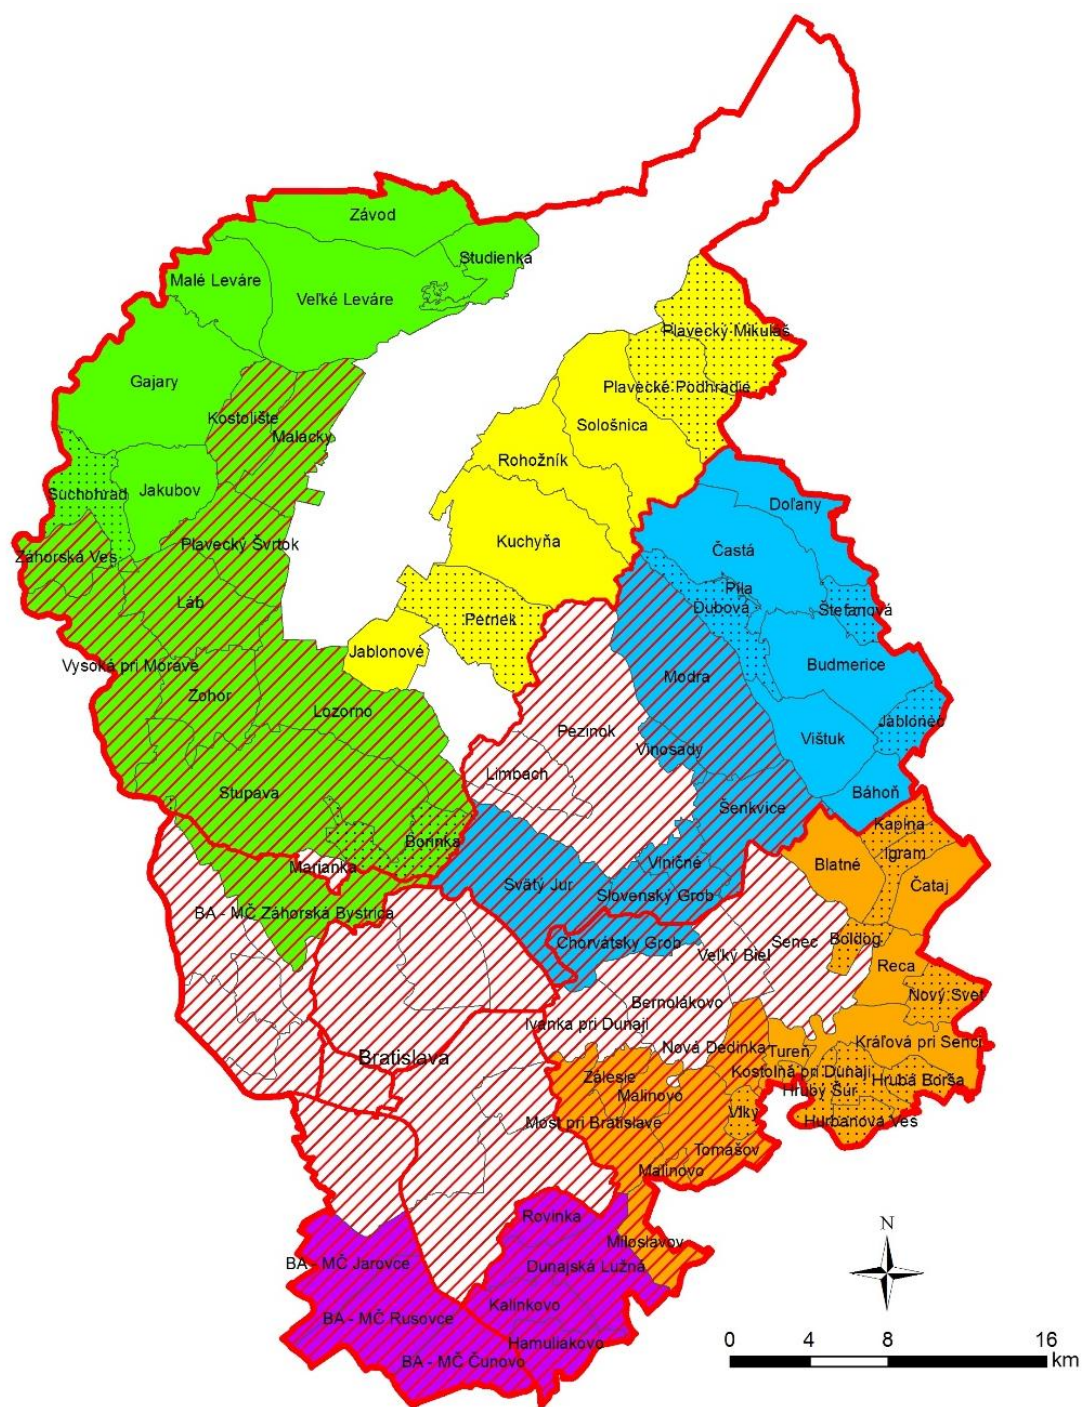 Závod
Studienka
Malé Leváre
Veľké Leváre
Plavecký Mikuláš
Gajary
Plavecké Podhradie
Kostolište
Sološnica
Malacky
Rohožník
Suchohrad
Jakubov
Doľany
Kuchyňa
Plavecký Švrtok
Častá
Záhorská Ves
Píla
Láb
Dubová
Štefanová
Pernek
Jablonové
Vysoká pri Morave
Budmerice
Modra
Zohor
Lozorno
Jablonec
Pezinok
Vištuk
Vinosady
Limbach
Stupava
Báhoň
Šenkvice
Kaplna
Borinka
Igram
Marianka
Viničné
Blatné
Svätý Jur
Čataj
Slovenský Grob
BA - MČ Záhorská Bystrica
Chorvátsky Grob
Senec
Boldog
Veľký Biel
Reca
Nový Svet
Bernolákovo
Ivanka pri Dunaji
Kráľová pri Senci
Nová Dedinka
Tureň
Bratislava
Kostolná pri Dunaji
Zálesie
Hrubá Borša
Malinovo
Hrubý Šúr
Vlky
Hurbanova Ves
Most pri Bratislave
Tomášov
Malinovo
Rovinka
N
Miloslavov
BA - MČ Jarovce
Dunajská Lužná
Kalinkovo
BA - MČ Rusovce
Hamuliakovo
0 4 8 16
km
BA - MČ Čunovo